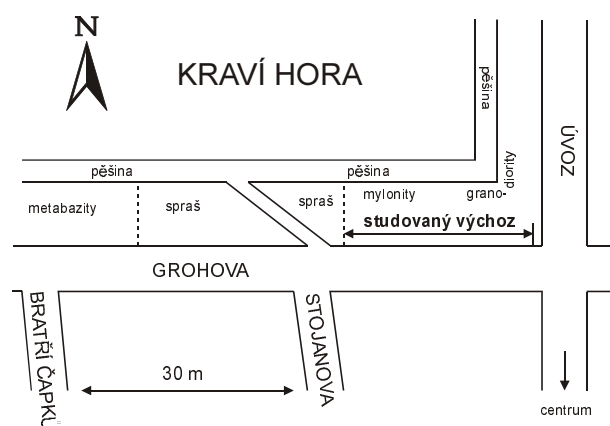 N
KRAVÍ HORA
pěšina
ÚVOZ
pěšina
pěšina
grano-
diority
metabazity
spraš
spraš
mylonity
studovaný výchoz
GROHOVA
BRATŘÍ ČAPKŮ
STOJANOVA
30 m
centrum